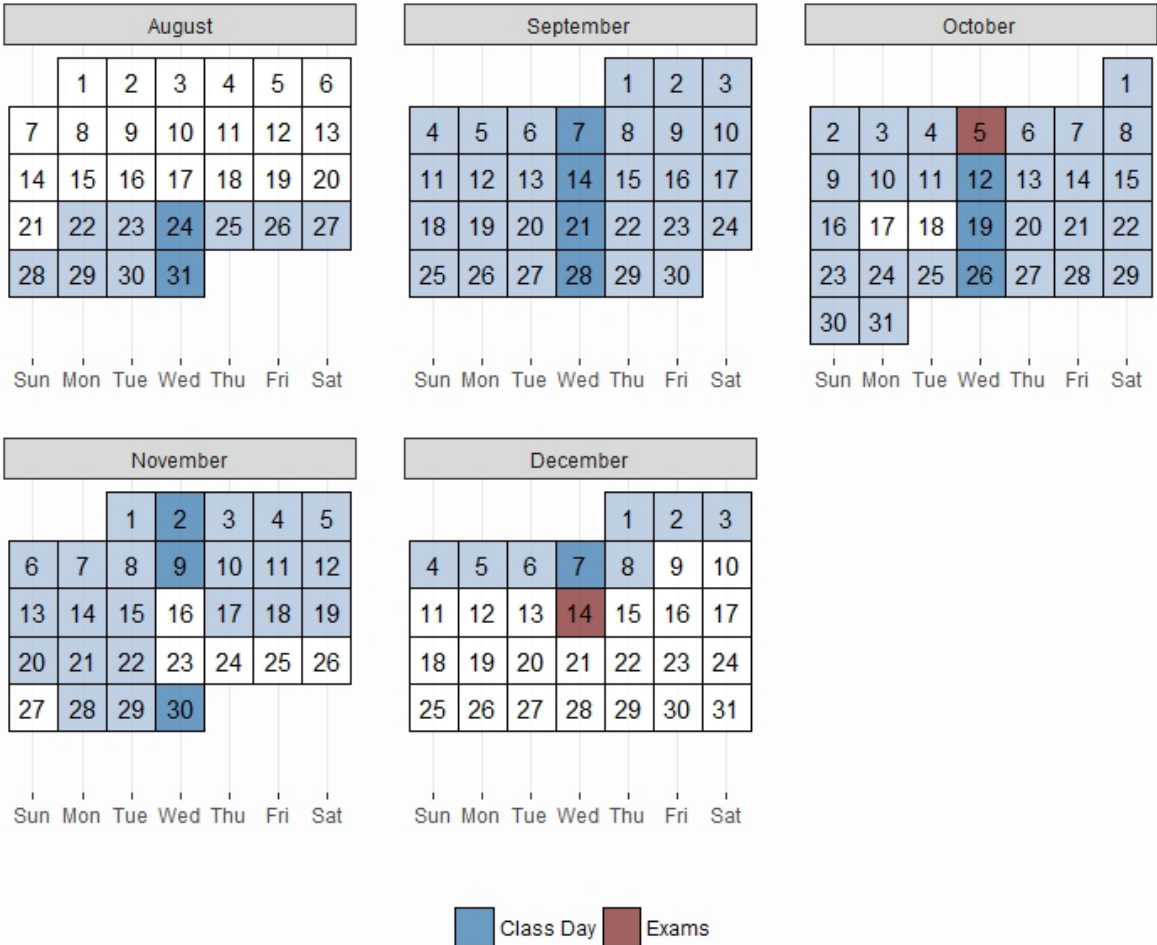 August
1 2 3 4 5 6
7 8 9 10 11 12 13
14 15 16 17 18 19 20
21 22 23 24 25 26 27
28 29 30 31
Sun Mon Tue Wed Thu Fri Sat
September
1 2 3
4 5 6 7 8 9 10
11 12 13 14 15 16 17
18 19 20 21 22 23 24
25 26 27 28 29 30
Sun Mon Tue Wed Thu Fri Sat
October
1
2 3 4 5 6 7 8
9 10 11 12 13 14 15
16 17 18 19 20 21 22
23 24 25 26 27 28 29
30 31
Sun Mon Tue Wed Thu Fri Sat
November
1 2 3 4 5
6 7 8 9 10 11 12
13 14 15 16 17 18 19
20 21 22 23 24 25 26
27 28 29 30
Sun Mon Tue Wed Thu Fri Sat
December
1 2 3
4 5 6 7 8 9 10
11 12 13 14 15 16 17
18 19 20 21 22 23 24
25 26 27 28 29 30 31
Sun Mon Tue Wed Thu Fri Sat
Class Day Exams